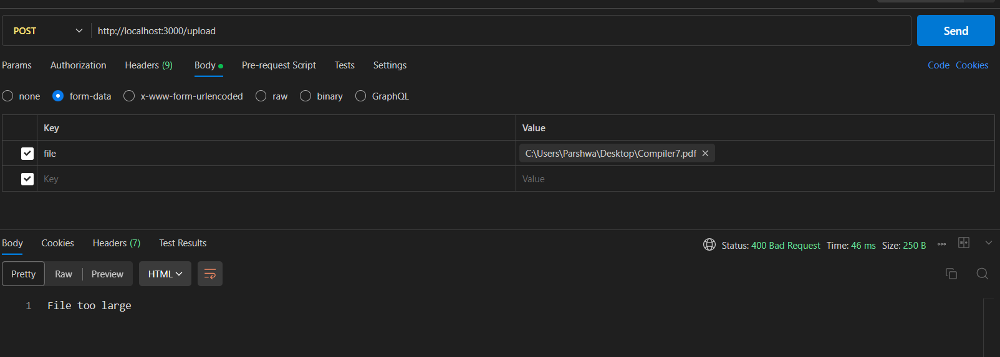 POST http://localhost:3000/upload Send
Params Authorization Headers (9) Body Pre-request Script Tests Settings Code Cookies
none form-data x-www-form-urlencoded raw binary GraphQL
Key Value
file C:\Users\Parshwa\Desktop\Compiler7.pdf
Key Value
Body Cookies Headers (7) Test Results Status: 400 Bad Request Time: 46 ms Size: 250 B
Pretty Raw Preview HTML
1 File too large